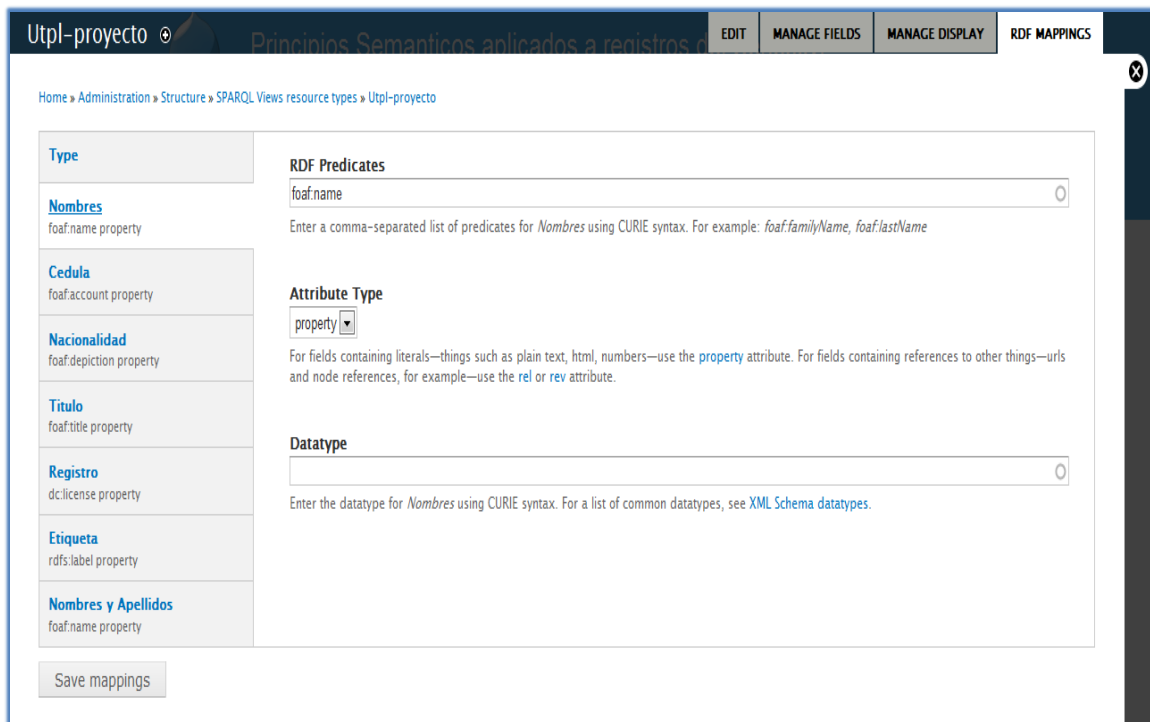 Utpl-proyecto
Principios Semanticos aplicados a registros d
EDIT
MANAGE FIELDS
MANAGE DISPLAY
RDF MAPPINGS
Home » Administration » Structure » SPARQL Views resource types » Utpl-proyecto
Type
Nombres
foaf:name property
Cedula
foaf:account property
Nacionalidad
foaf:depiction property
Titulo
foaf:title property
Registro
dc:license property
Etiqueta
rdfs:label property
Nombres y Apellidos
foaf:name property
RDF Predicates
foaf:name
Enter a comma-separated list of predicates for Nombres using CURIE syntax. For example: foaf:familyName, foaf:lastName
Attribute Type
property
For fields containing literals—things such as plain text, html, numbers—use the property attribute. For fields containing references to other things—urls
and node references, for example—use the rel or rev attribute.
Datatype
Enter the datatype for Nombres using CURIE syntax. For a list of common datatypes, see XML Schema datatypes.
Save mappings